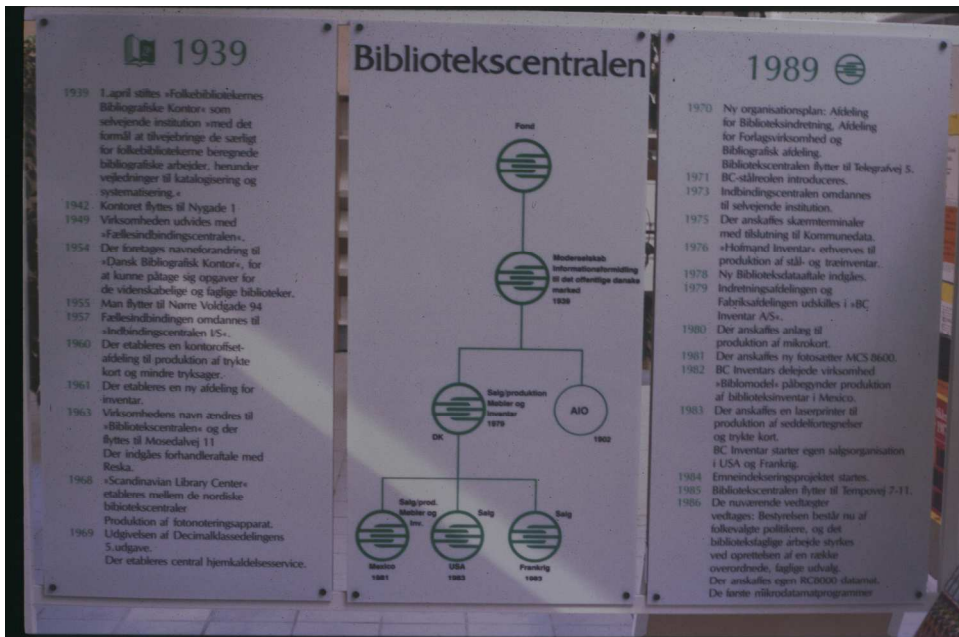 1939
1939 1.april stiftes »Folkebibliotekernes
Bibliografiske Kontor« som
selvejende institution »med det
formål at tilvejebringe de særligt
for folkebibliotekerne beregnede
bibliografiske arbejder, herunder
vejledninger til katalogisering og
systematisering.«
1942 Kontoret flyttes til Nygade 1
1949 Virksomheden udvides med
»Fællesindbindingscentralen«.
1954 Der foretages navneforandring til
»Dansk Bibliografisk Kontor«, for
at kunne påtage sig opgaver for
de videnskabelige og faglige biblioteker.
1955 Man flytter til Nørre Voldgade 94
1957 Fællesindbindingen omdannes til
»Indbindingscentralen I/S«.
1960 Der etableres en kontoroffset-
afdeling til produktion af trykte
kort og mindre tryksager.
1961 Der etableres en ny afdeling for
inventar.
1963 Virksomhedens navn ændres til
»Bibliotekscentralen« og der
flyttes til Mosedalvej 11
Der indgåes forhandleraftale med
Reska.
1968 »Scandinavian Library Center«
etableres mellem de nordiske
bibiotekscentraler
Produktion af fotonoteringsapparat.
1969 Udgivelsen af Decimalklassedelingens
5.udgave.
Der etableres central hjemkaldelsesservice.
Bibliotekscentralen
Fond
Moderselskab
Informationsformidling
til det offentlige danske
marked
1939
Salg/produktion
Møbler og
Inventar
1979
DK
AIO
1902
Salg/prod.
Møbler og
Inv.
Salg
Salg
Mexico
1981
USA
1983
Frankrig
1983
1989
1970 Ny organisationsplan: Afdeling
for Biblioteksindretning, Afdeling
for Forlagsvirksomhed og
Bibliografisk afdeling.
Bibliotekscentralen flytter til Telegrafvej 5.
1971 BC-stålreolen introduceres.
1973 Indbindingscentralen omdannes
til selvejende institution.
1975 Der anskaffes skærmterminaler
med tilslutning til Kommunedata.
1976 »Hofmand Inventar« erhverves til
produktion af stål- og træinventar.
1978 Ny Biblioteksdataaftale indgåes.
1979 Indretningsafdelingen og
Fabriksafdelingen udskilles i »BC
Inventar A/S«.
1980 Der anskaffes anlæg til
produktion af mikrokort.
1981 Der anskaffes ny fotosætter MCS 8600.
1982 BC Inventars delejede virksomhed
»Biblomodel« påbegynder produktion
af biblioteksinventar i Mexico.
1983 Der anskaffes en laserprinter til
produktion af seddelfortegnelser
og trykte kort.
BC Inventar starter egen salgsorganisation
i USA og Frankrig.
1984 Emneindekseringsprojektet startes.
1985 Bibliotekscentralen flytter til Tempovej 7-11.
1986 De nuværende vedtægter
vedtages: Bestyrelsen består nu af
folkevalgte politikere, og det
biblioteksfaglige arbejde styrkes
ved oprettelsen af en række
overordnede, faglige udvalg.
Der anskaffes egen RC8000 datamat.
De første mikrodatamatprogrammer